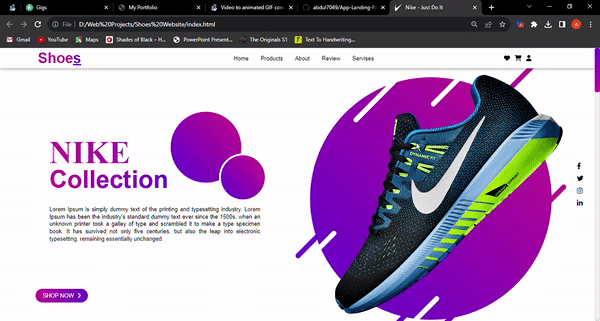 Gigs
My Portfolio
Video to animated GIF con
abdul7049/App-Landing-Pa
Nike - Just Do It
File
D:/Web%20Projects/Shoes%20Website/index.html
Gmail
YouTube
Maps
Shades of Black – H...
PowerPoint Present...
The Originals S1
Text To Handwriting...
Shoes
Home
Products
About
Review
Servises
NIKE
Collection
Lorem Ipsum is simply dummy text of the printing and typesetting industry. Lorem
Ipsum has been the industry's standard dummy text ever since the 1500s, when an
unknown printer took a galley of type and scrambled it to make a type specimen
book. It has survived not only five centuries, but also the leap into electronic
typesetting, remaining essentially unchanged
DYNAMIC FIT
SHOP NOW